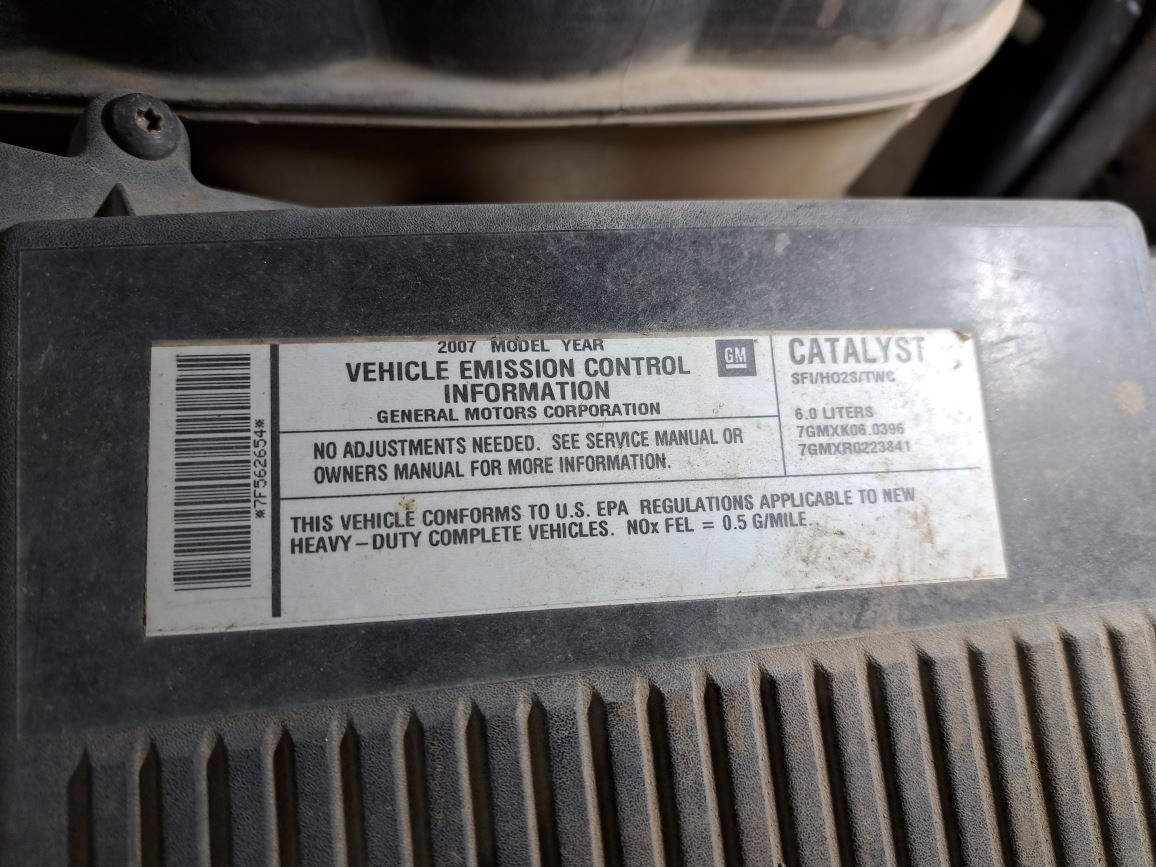 *7F562654*
2007 MODEL YEAR
VEHICLE EMISSION CONTROL
INFORMATION
GENERAL MOTORS CORPORATION
GM
NO ADJUSTMENTS NEEDED. SEE SERVICE MANUAL OR
OWNERS MANUAL FOR MORE INFORMATION.
CATALYST
SFI/HO2S/TWC
6.0 LITERS
7GMXK06.0396
7GMXR0223841
THIS VEHICLE CONFORMS TO U.S. EPA REGULATIONS APPLICABLE TO NEW
HEAVY-DUTY COMPLETE VEHICLES. NOx FEL = 0.5 G/MILE